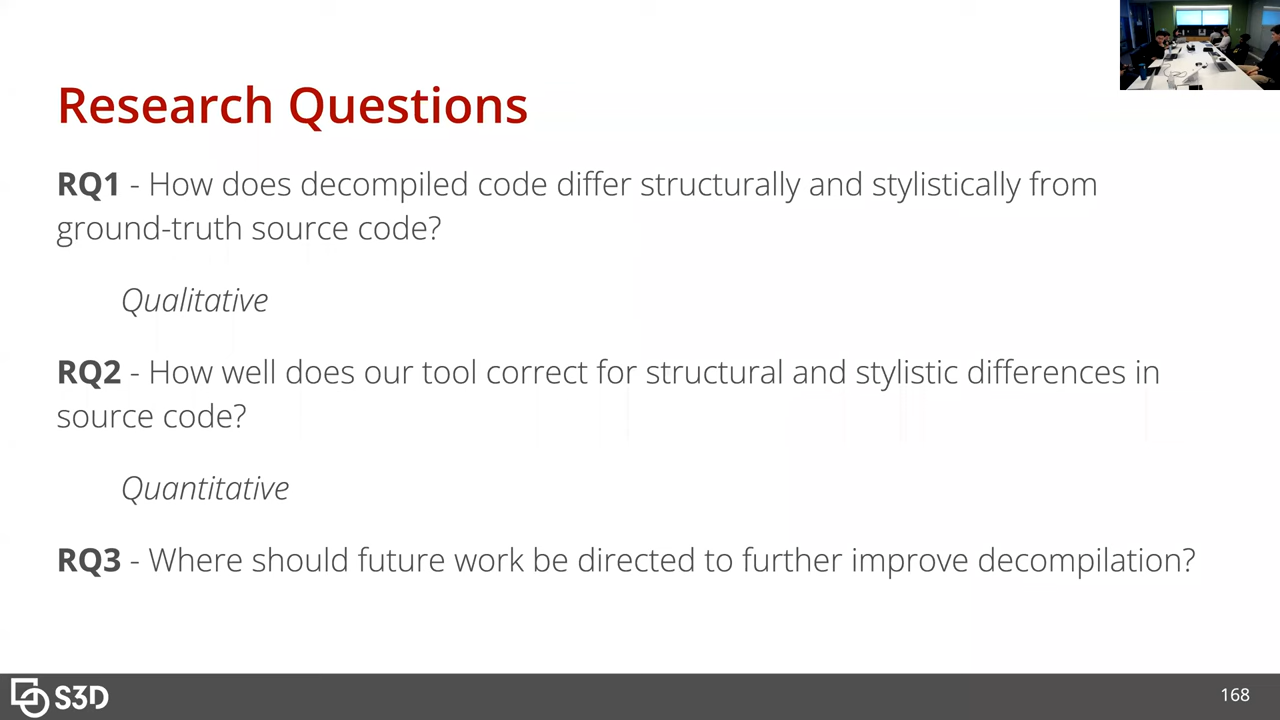 Research Questions
RQ1 - How does decompiled code differ structurally and stylistically from
ground-truth source code?
Qualitative
RQ2 - How well does our tool correct for structural and stylistic differences in
source code?
Quantitative
RQ3 - Where should future work be directed to further improve decompilation?
S3D
168